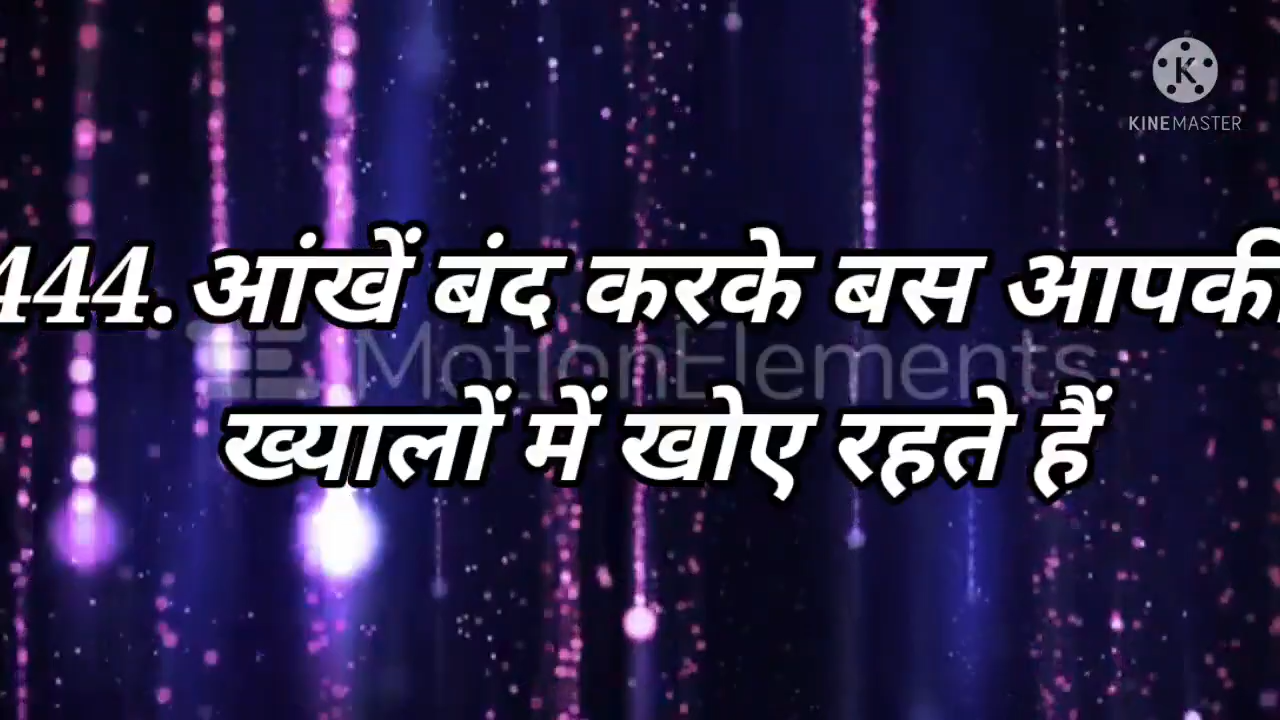 KINEMASTER
444. आंखें बंद करके बस आपकी
MotionElements
ख्यालों में खोए रहते हैं